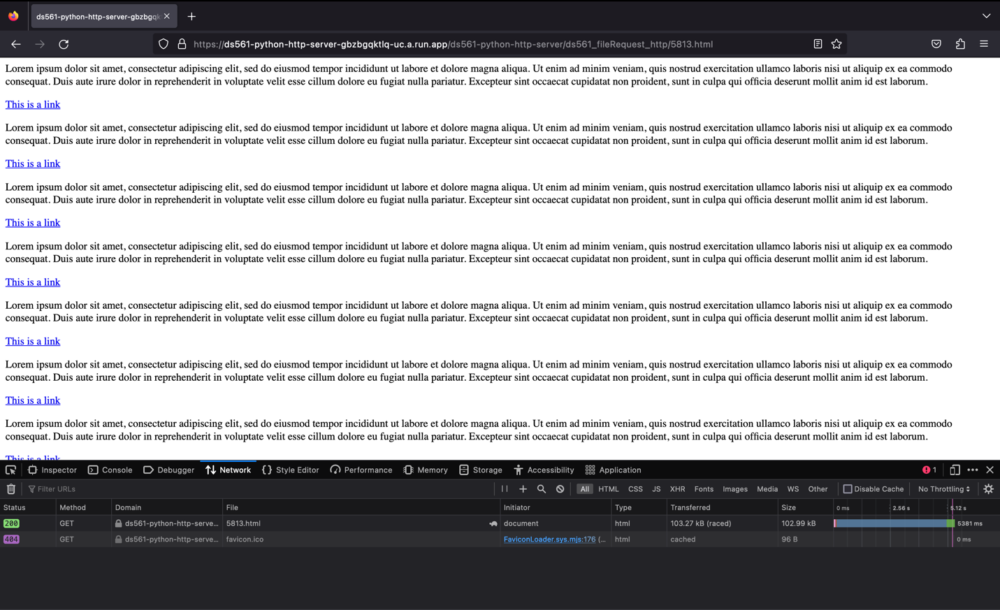 ds561-python-http-server-gbzbgqk
https://ds561-python-http-server-gbzbgqktlq-uc.a.run.app/ds561-python-http-server/ds561_fileRequest_http/5813.html
Lorem ipsum dolor sit amet, consectetur adipiscing elit, sed do eiusmod tempor incididunt ut labore et dolore magna aliqua. Ut enim ad minim veniam, quis nostrud exercitation ullamco laboris nisi ut aliquip ex ea commodo
consequat. Duis aute irure dolor in reprehenderit in voluptate velit esse cillum dolore eu fugiat nulla pariatur. Excepteur sint occaecat cupidatat non proident, sunt in culpa qui officia deserunt mollit anim id est laborum.
This is a link
Lorem ipsum dolor sit amet, consectetur adipiscing elit, sed do eiusmod tempor incididunt ut labore et dolore magna aliqua. Ut enim ad minim veniam, quis nostrud exercitation ullamco laboris nisi ut aliquip ex ea commodo
consequat. Duis aute irure dolor in reprehenderit in voluptate velit esse cillum dolore eu fugiat nulla pariatur. Excepteur sint occaecat cupidatat non proident, sunt in culpa qui officia deserunt mollit anim id est laborum.
This is a link
Lorem ipsum dolor sit amet, consectetur adipiscing elit, sed do eiusmod tempor incididunt ut labore et dolore magna aliqua. Ut enim ad minim veniam, quis nostrud exercitation ullamco laboris nisi ut aliquip ex ea commodo
consequat. Duis aute irure dolor in reprehenderit in voluptate velit esse cillum dolore eu fugiat nulla pariatur. Excepteur sint occaecat cupidatat non proident, sunt in culpa qui officia deserunt mollit anim id est laborum.
This is a link
Lorem ipsum dolor sit amet, consectetur adipiscing elit, sed do eiusmod tempor incididunt ut labore et dolore magna aliqua. Ut enim ad minim veniam, quis nostrud exercitation ullamco laboris nisi ut aliquip ex ea commodo
consequat. Duis aute irure dolor in reprehenderit in voluptate velit esse cillum dolore eu fugiat nulla pariatur. Excepteur sint occaecat cupidatat non proident, sunt in culpa qui officia deserunt mollit anim id est laborum.
This is a link
Lorem ipsum dolor sit amet, consectetur adipiscing elit, sed do eiusmod tempor incididunt ut labore et dolore magna aliqua. Ut enim ad minim veniam, quis nostrud exercitation ullamco laboris nisi ut aliquip ex ea commodo
consequat. Duis aute irure dolor in reprehenderit in voluptate velit esse cillum dolore eu fugiat nulla pariatur. Excepteur sint occaecat cupidatat non proident, sunt in culpa qui officia deserunt mollit anim id est laborum.
This is a link
Lorem ipsum dolor sit amet, consectetur adipiscing elit, sed do eiusmod tempor incididunt ut labore et dolore magna aliqua. Ut enim ad minim veniam, quis nostrud exercitation ullamco laboris nisi ut aliquip ex ea commodo
consequat. Duis aute irure dolor in reprehenderit in voluptate velit esse cillum dolore eu fugiat nulla pariatur. Excepteur sint occaecat cupidatat non proident, sunt in culpa qui officia deserunt mollit anim id est laborum.
This is a link
Lorem ipsum dolor sit amet, consectetur adipiscing elit, sed do eiusmod tempor incididunt ut labore et dolore magna aliqua. Ut enim ad minim veniam, quis nostrud exercitation ullamco laboris nisi ut aliquip ex ea commodo
consequat. Duis aute irure dolor in reprehenderit in voluptate velit esse cillum dolore eu fugiat nulla pariatur. Excepteur sint occaecat cupidatat non proident, sunt in culpa qui officia deserunt mollit anim id est laborum.
This is a link
Inspector Console Debugger Network Style Editor Performance Memory Storage Accessibility Application 1
Filter URLs All HTML CSS JS XHR Fonts Images Media WS Other Disable Cache No Throttling
Status Method Domain File Initiator Type Transferred Size 0 ms 2.56 s 5.12 s
200 GET ds561-python-http-serve... 5813.html document html 103.27 kB (raced) 102.99 kB 5381 ms
404 GET ds561-python-http-serve... favicon.ico FaviconLoader.sys.mjs:176 (... html cached 96 B 0 ms